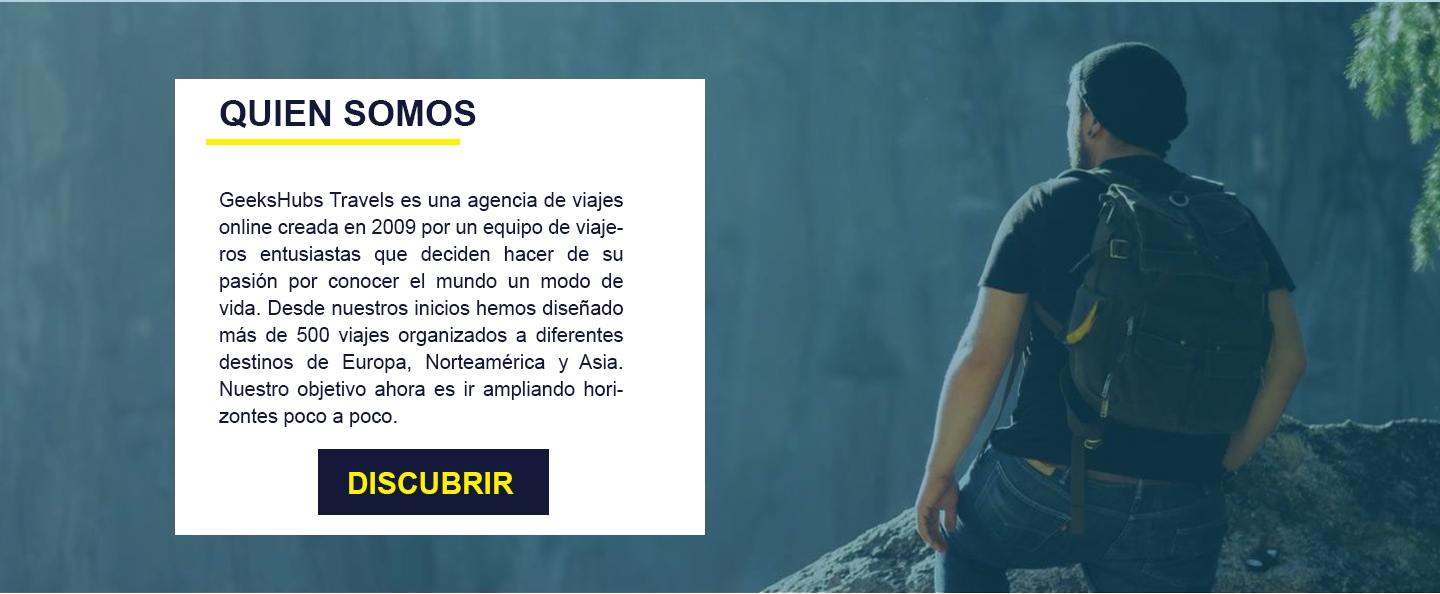 QUIEN SOMOS
GeeksHubs Travels es una agencia de viajes
online creada en 2009 por un equipo de viaje-
ros entusiastas que deciden hacer de su
pasión por conocer el mundo un modo de
vida. Desde nuestros inicios hemos diseñado
más de 500 viajes organizados a diferentes
destinos de Europa, Norteamérica y Asia.
Nuestro objetivo ahora es ir ampliando hori-
zontes poco a poco.
DISCUBRIR